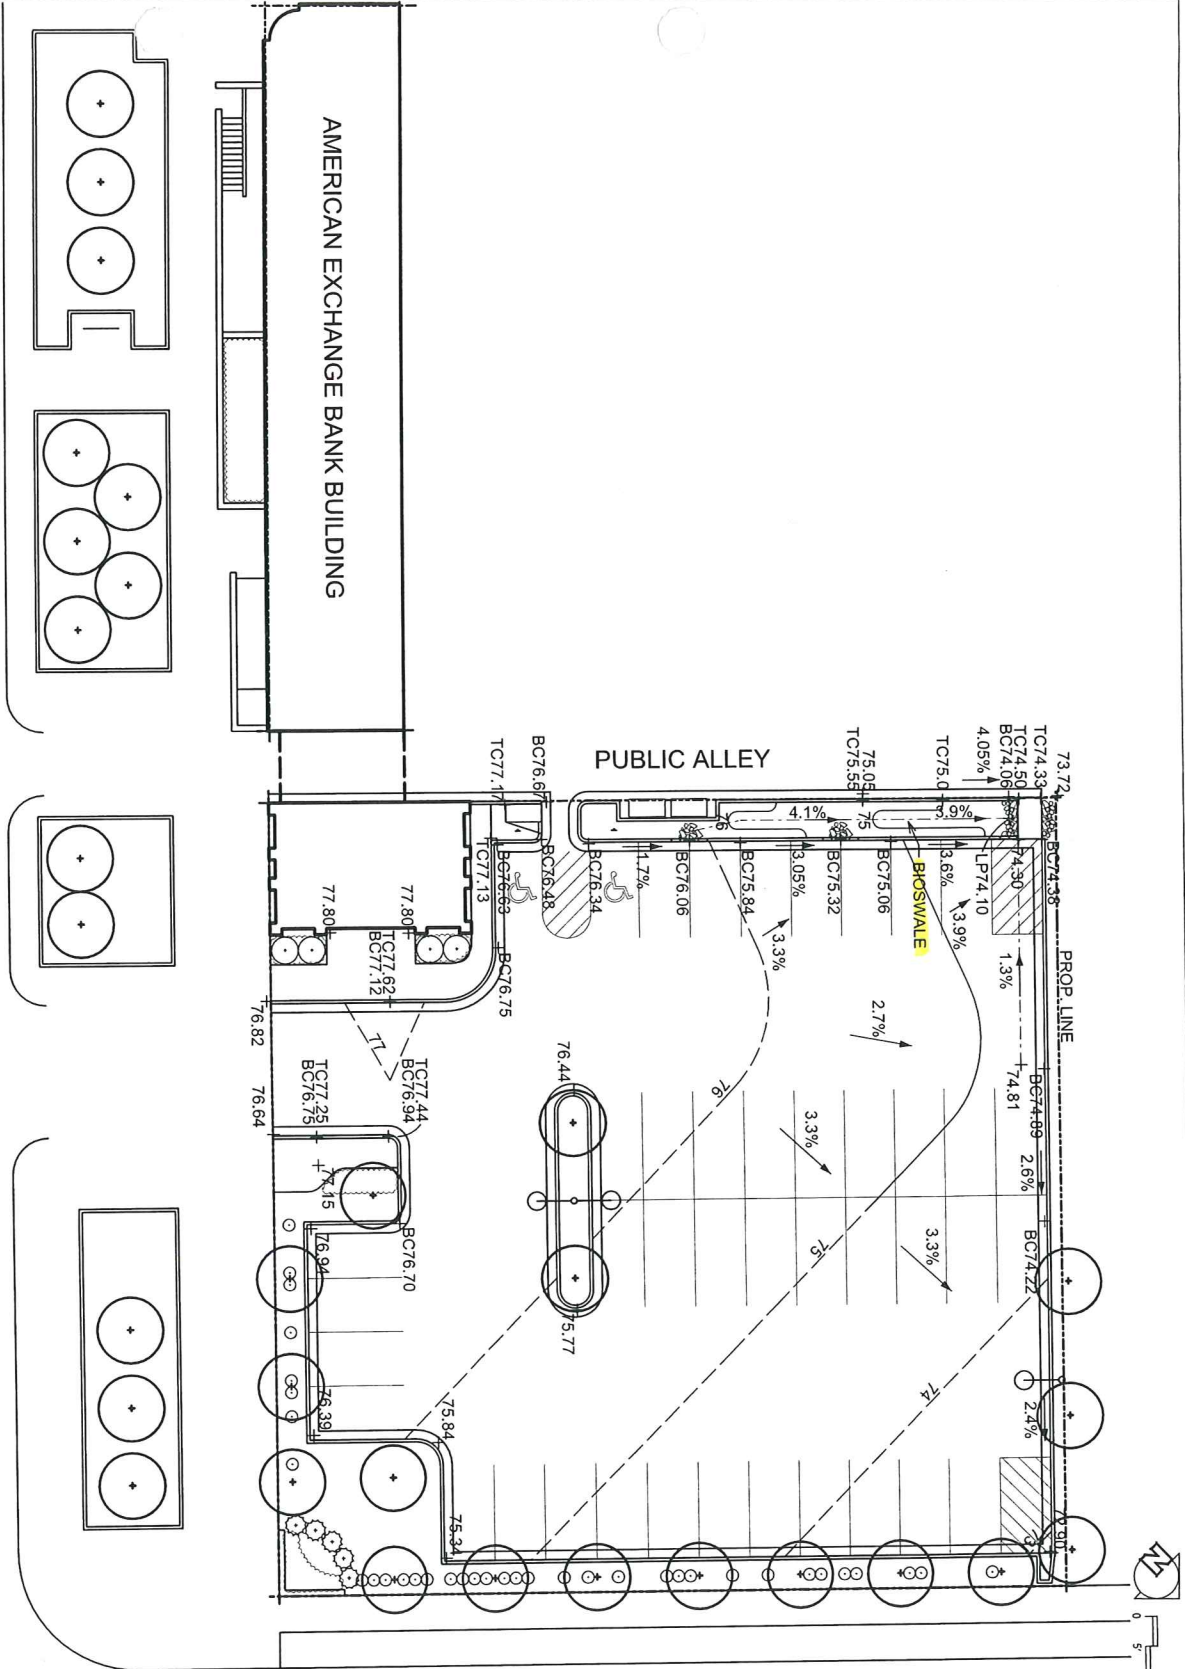 AMERICAN EXCHANGE BANK BUILDING
PUBLIC ALLEY
TC77.17
BC76.67
75.05
TC75.55
TC75.0
4.05%
BC74.06
TC74.50
TC74.33
73.72
76
4.1%
75
3.9%
TC77.13
BC76.63
BC76.48
BC76.34
1.7%
BC76.06
BC75.84
3.05%
BC75.32
BC75.06
BIOSWALE
3.6%
LP74.10
74.30
BC74.38
77.80
77.80
TC77.62
BC77.12
BC76.75
3.3%
3.9%
1.3%
PROP. LINE
76.82
77
2.7%
76.64
TC77.25
BC76.75
TC77.44
BC76.94
76.44
76
74.81
BC74.89
3.3%
2.6%
77.15
76.94
BC76.70
75
3.3%
BC74.22
75.77
76.39
75.84
74
2.4%
75.34
N
0
5'